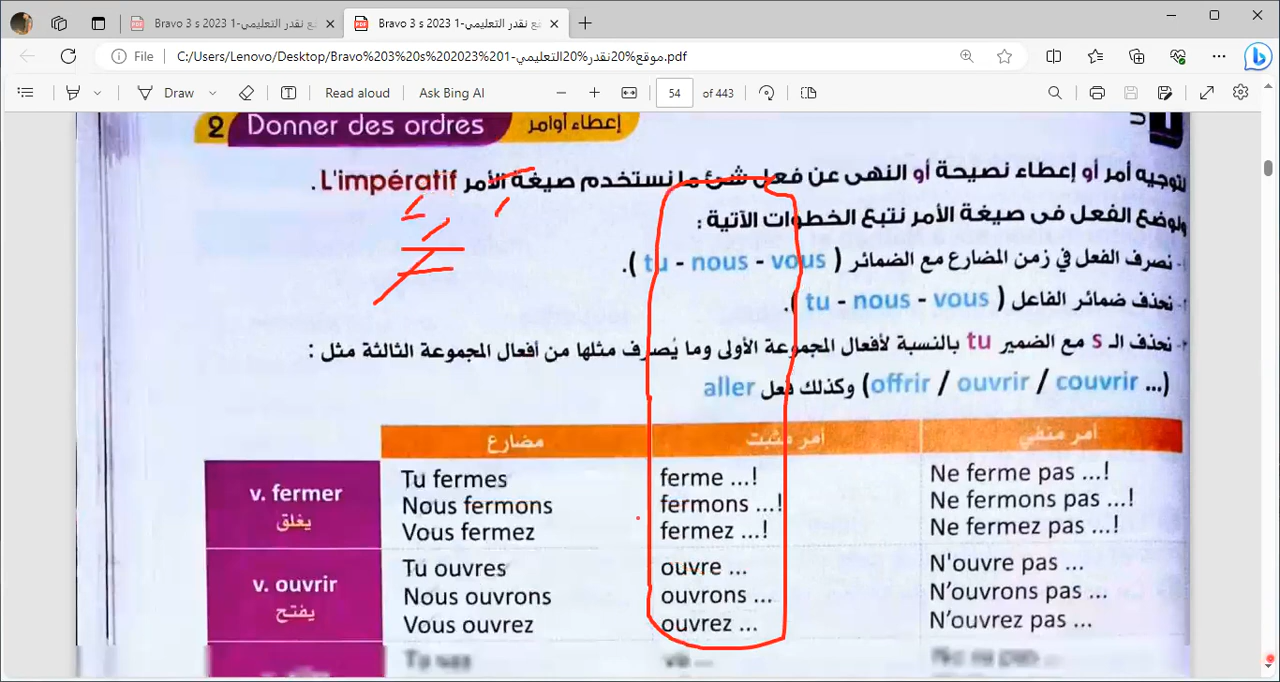 Bravo 3 s 2023 1-موقع نقدر التعليمي
Bravo 3 s 2023 1-موقع نقدر التعليمي
File
C:/Users/Lenovo/Desktop/Bravo%203%20s%202023%201-موقع%20نقدر%20التعليمي.pdf
Draw
Read aloud
Ask Bing AI
54
of 443
2 Donner des ordres إعطاء أوامر
لتوجيه أمر أو إعطاء نصيحة أو النهى عن فعل شئ ما نستخدم صيغة الأمر L'impératif .
ولوضع الفعل فى صيغة الأمر نتبع الخطوات الآتية :
نصرف الفعل في زمن المضارع مع الضمائر ( tu - nous - vous ).
نحذف ضمائر الفاعل ( tu - nous - vous ).
نحذف الـ s مع الضمير tu بالنسبة لأفعال المجموعة الأولى وما يُصرف مثلها من أفعال المجموعة الثالثة مثل :
(offrir / ouvrir / couvrir ...) وكذلك فعل aller
مضارع أمر مثبت أمر منفي
v. fermer
يغلق
Tu fermes ferme ...! Ne ferme pas ...!
Nous fermons fermons ...! Ne fermons pas ...!
Vous fermez fermez ...! Ne fermez pas ...!
v. ouvrir
يفتح
Tu ouvres ouvre ... N'ouvre pas ...
Nous ouvrons ouvrons ... N'ouvrons pas ...
Vous ouvrez ouvrez ... N'ouvrez pas ...